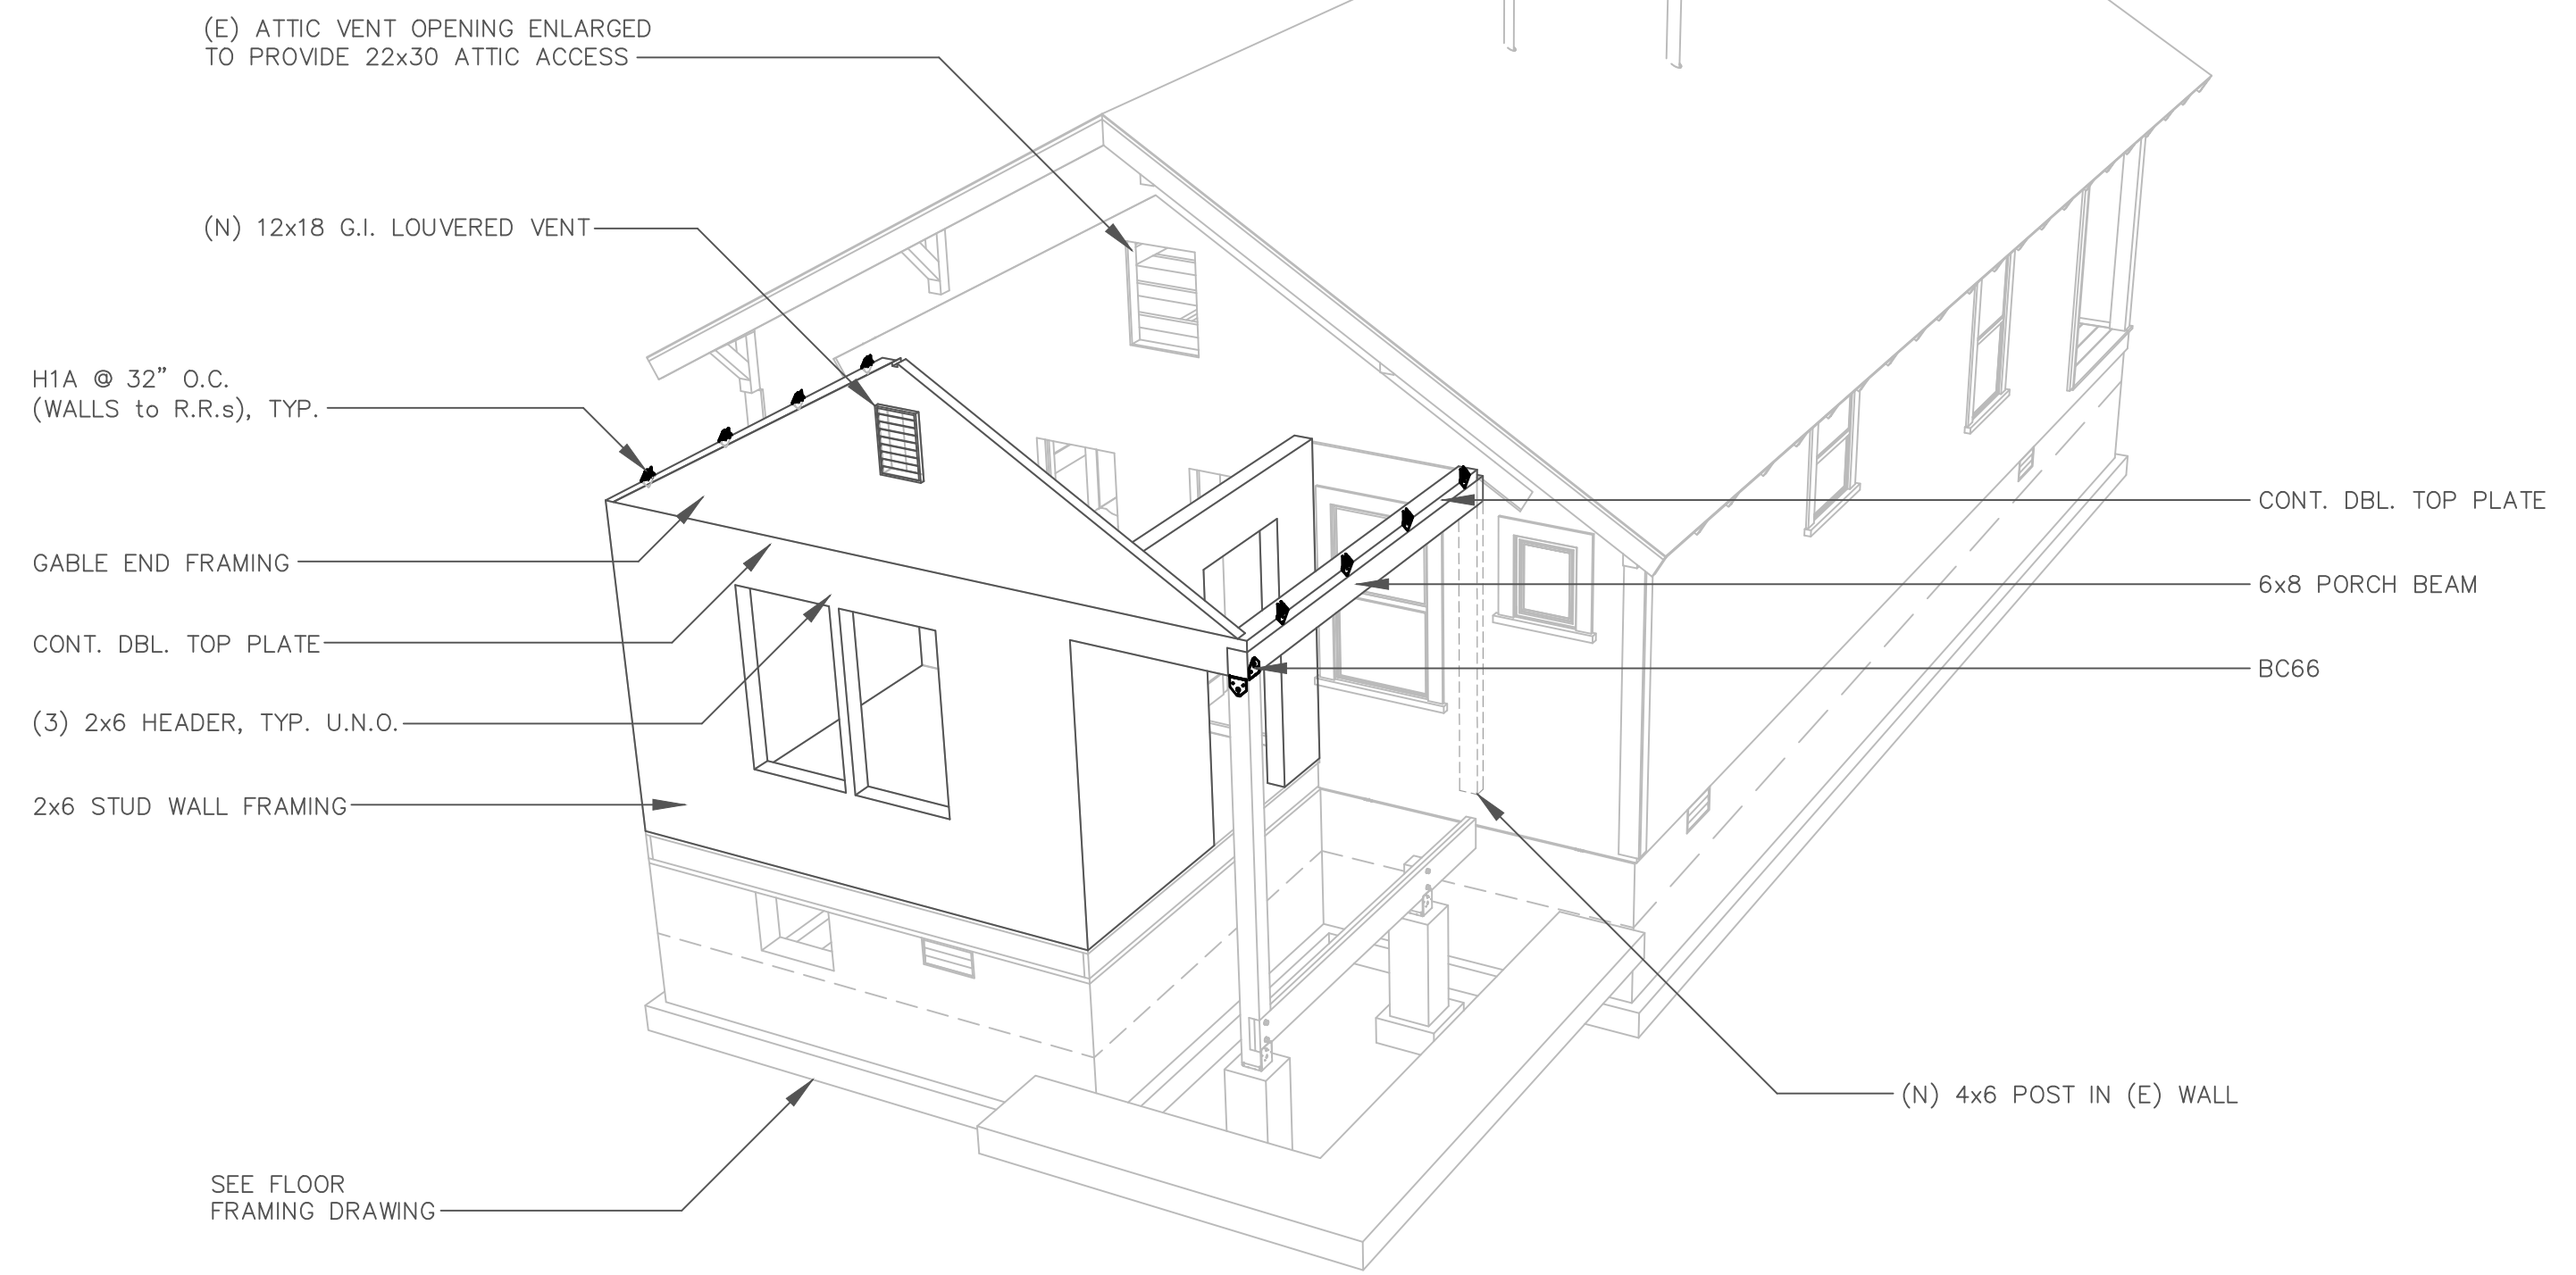 (E) ATTIC VENT OPENING ENLARGED
TO PROVIDE 22x30 ATTIC ACCESS
(N) 12x18 G.I. LOUVERED VENT
H1A @ 32” O.C.
(WALLS to R.R.s), TYP.
GABLE END FRAMING
CONT. DBL. TOP PLATE
(3) 2x6 HEADER, TYP. U.N.O.
2x6 STUD WALL FRAMING
SEE FLOOR
FRAMING DRAWING
CONT. DBL. TOP PLATE
6x8 PORCH BEAM
BC66
(N) 4x6 POST IN (E) WALL